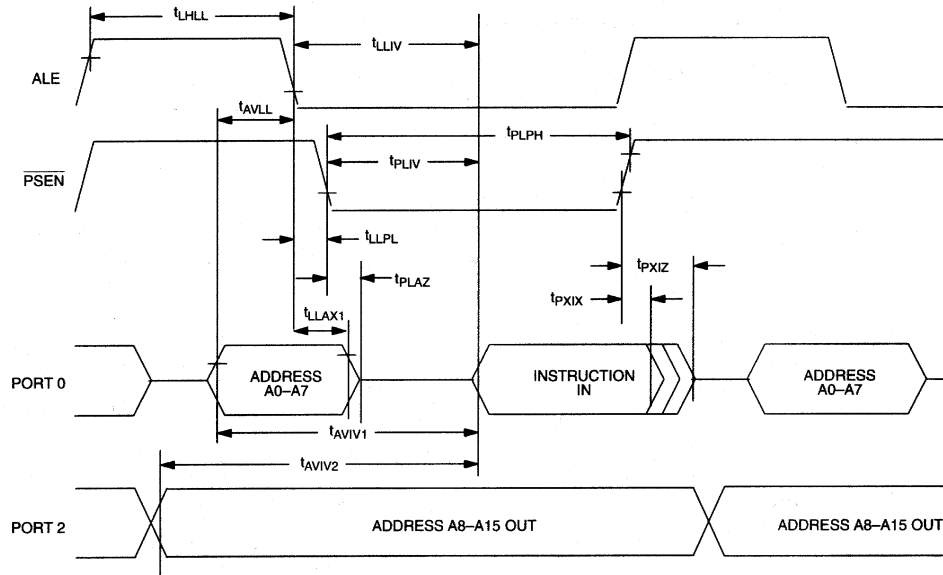 tLHLL
tLLIV
ALE
tAVLL
tPLPH
PSEN
tPLIV
tLLPL
tPLAZ
tPXIZ
tPXIX
tLLAX1
PORT 0
ADDRESS
A0–A7
INSTRUCTION
IN
ADDRESS
A0–A7
tAVIV1
tAVIV2
PORT 2
ADDRESS A8–A15 OUT
ADDRESS A8–A15 OUT